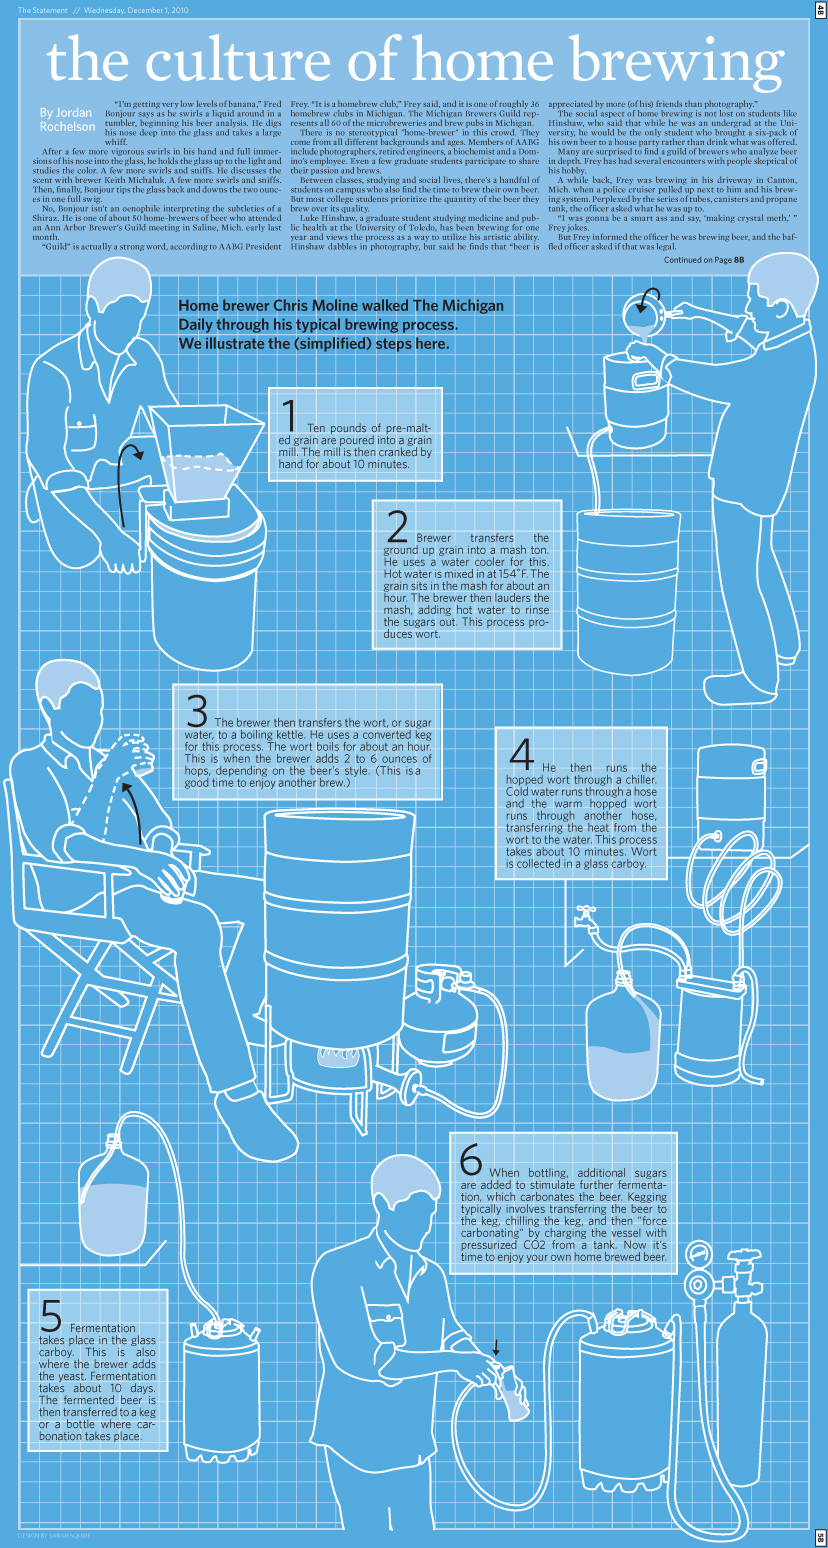 The Statement // Wednesday, December 1, 2010
4B
the culture of home brewing
By Jordan
Rochelson
"I'm getting very low levels of banana," Fred
Bonjour says as he swirls a liquid around in a
tumbler, beginning his beer analysis. He digs
his nose deep into the glass and takes a large
whiff.
After a few more vigorous swirls in his hand and full immer-
sions of his nose into the glass, he holds the glass up to the light and
studies the color. A few more swirls and sniffs. He discusses the
scent with brewer Keith Michaluk. A few more swirls and sniffs.
Then, finally, Bonjour tips the glass back and downs the two ounc-
es in one full swig.
No, Bonjour isn't an oenophile interpreting the subtleties of a
Shiraz. He is one of about 50 home-brewers of beer who attended
an Ann Arbor Brewer's Guild meeting in Saline, Mich. early last
month.
"Guild" is actually a strong word, according to AABG President
Frey. "It is a homebrew club," Frey said, and it is one of roughly 36
homebrew clubs in Michigan. The Michigan Brewers Guild rep-
resents all 60 of the microbreweries and brew pubs in Michigan.
There is no stereotypical "home-brewer" in this crowd. They
come from all different backgrounds and ages. Members of AABG
include photographers, retired engineers, a biochemist and a Dom-
ino's employee. Even a few graduate students participate to share
their passion and brews.
Between classes, studying and social lives, there's a handful of
students on campus who also find the time to brew their own beer.
But most college students prioritize the quantity of the beer they
brew over its quality.
Luke Hinshaw, a graduate student studying medicine and pub-
lic health at the University of Toledo, has been brewing for one
year and views the process as a way to utilize his artistic ability.
Hinshaw dabbles in photography, but said he finds that "beer is
appreciated by more (of his) friends than photography."
The social aspect of home brewing is not lost on students like
Hinshaw, who said that while he was an undergrad at the Uni-
versity, he would be the only student who brought a six-pack of
his own beer to a house party rather than drink what was offered.
Many are surprised to find a guild of brewers who analyze beer
in depth. Frey has had several encounters with people skeptical of
his hobby.
A while back, Frey was brewing in his driveway in Canton,
Mich. when a police cruiser pulled up next to him and his brew-
ing system. Perplexed by the series of tubes, canisters and propane
tank, the officer asked what he was up to.
"I was gonna be a smart ass and say, 'making crystal meth,' "
Frey jokes.
But Frey informed the officer he was brewing beer, and the baf-
fled officer asked if that was legal.
Continued on Page 8B
Home brewer Chris Moline walked The Michigan
Daily through his typical brewing process.
We illustrate the (simplified) steps here.
1 Ten pounds of pre-malt-
ed grain are poured into a grain
mill. The mill is then cranked by
hand for about 10 minutes.
2 Brewer transfers the
ground up grain into a mash ton.
He uses a water cooler for this.
Hot water is mixed in at 154°F. The
grain sits in the mash for about an
hour. The brewer then lauders the
mash, adding hot water to rinse
the sugars out. This process pro-
duces wort.
3 The brewer then transfers the wort, or sugar
water, to a boiling kettle. He uses a converted keg
for this process. The wort boils for about an hour.
This is when the brewer adds 2 to 6 ounces of
hops, depending on the beer's style. (This is a
good time to enjoy another brew.)
4 He then runs the
hopped wort through a chiller.
Cold water runs through a hose
and the warm hopped wort
runs through another hose,
transferring the heat from the
wort to the water. This process
takes about 10 minutes. Wort
is collected in a glass carboy.
5 Fermentation
takes place in the glass
carboy. This is also
where the brewer adds
the yeast. Fermentation
takes about 10 days.
The fermented beer is
then transferred to a keg
or a bottle where car-
bonation takes place.
6 When bottling, additional sugars
are added to stimulate further fermenta-
tion, which carbonates the beer. Kegging
typically involves transferring the beer to
the keg, chilling the keg, and then "force
carbonating" by charging the vessel with
pressurized CO2 from a tank. Now it's
time to enjoy your own home brewed beer.
DESIGN BY SARAH SQUIRE
5B